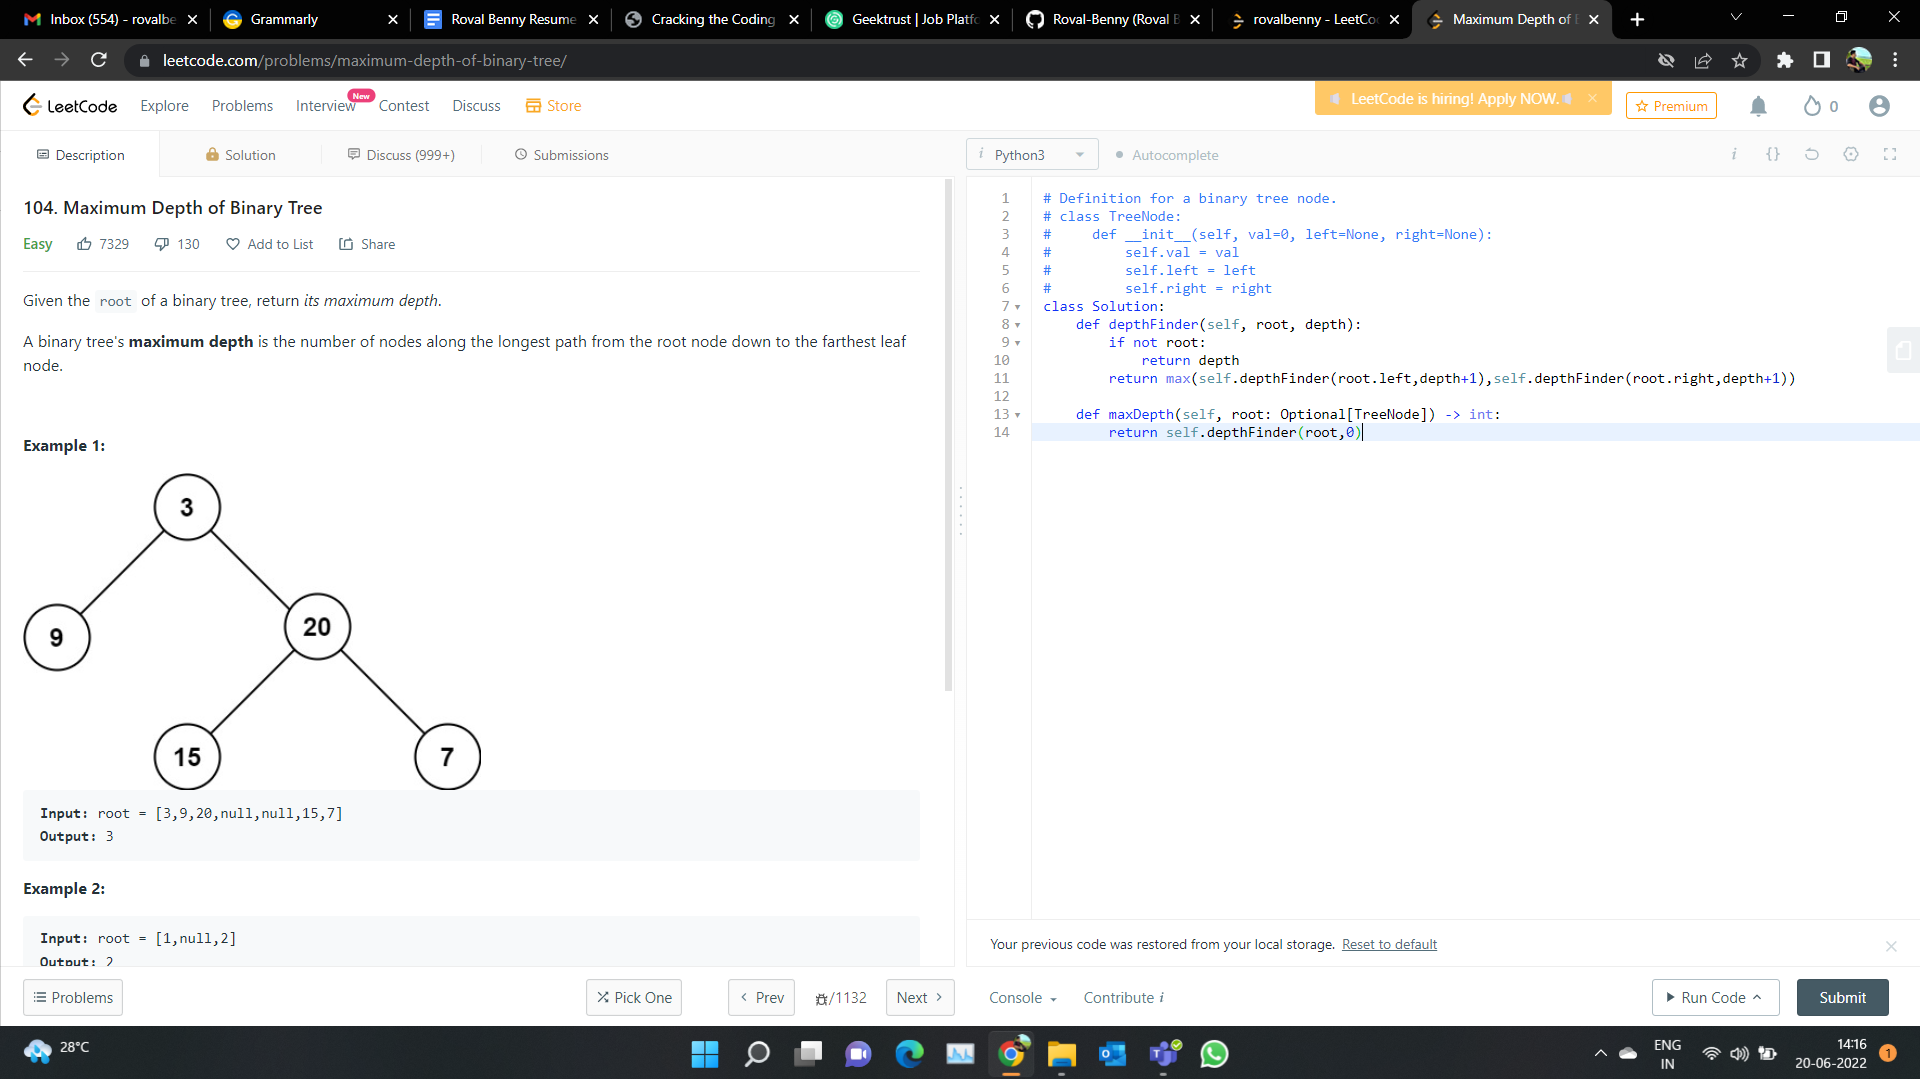 Inbox (554) - rovalbe
Grammarly
Roval Benny Resume
Cracking the Coding
Geektrust | Job Platfo
Roval-Benny (Roval B
rovalbenny - LeetCo
Maximum Depth of B
leetcode.com/problems/maximum-depth-of-binary-tree/
LeetCode
Explore
Problems
Interview
New
Contest
Discuss
Store
LeetCode is hiring! Apply NOW.
Premium
0
Description
Solution
Discuss (999+)
Submissions
i Python3
Autocomplete
i {}
104. Maximum Depth of Binary Tree
Easy 7329 130 Add to List Share
Given the root of a binary tree, return its maximum depth.
A binary tree's maximum depth is the number of nodes along the longest path from the root node down to the farthest leaf
node.
Example 1:
3
9
20
15
7
Input: root = [3,9,20,null,null,15,7]
Output: 3
Example 2:
Input: root = [1,null,2]
Output: 2
1 # Definition for a binary tree node.
2 # class TreeNode:
3 #     def __init__(self, val=0, left=None, right=None):
4 #         self.val = val
5 #         self.left = left
6 #         self.right = right
7 class Solution:
8     def depthFinder(self, root, depth):
9         if not root:
10             return depth
11         return max(self.depthFinder(root.left,depth+1),self.depthFinder(root.right,depth+1))
12
13     def maxDepth(self, root: Optional[TreeNode]) -> int:
14         return self.depthFinder(root,0)
Your previous code was restored from your local storage. Reset to default
Problems
Pick One
< Prev
/1132
Next >
Console
Contribute i
Run Code
Submit
28°C
ENG
IN
14:16
20-06-2022
1